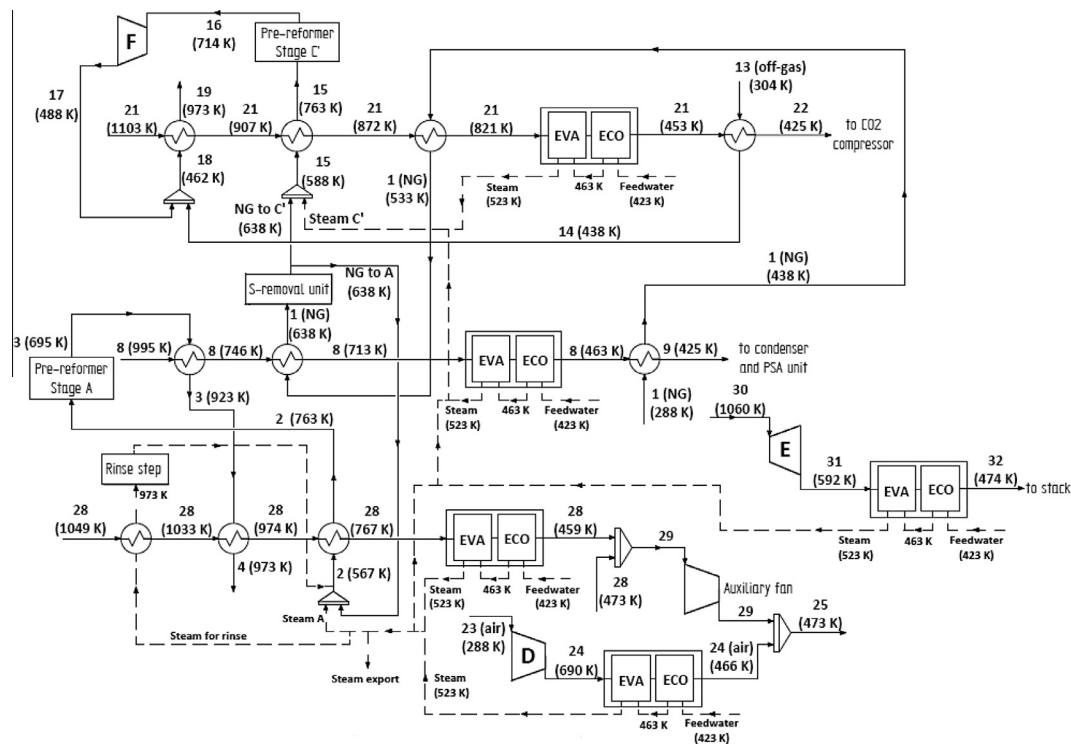 16
(714 K)
Pre-reformer
Stage C'
F
17
(488 K)
19
(973 K)
15
(763 K)
13 (off-gas)
(304 K)
21
(1103 K)
21
(907 K)
21
(872 K)
21
(821 K)
EVA
ECO
21
(453 K)
22
(425 K)
to CO2
compressor
18
(462 K)
15
(588 K)
1 (NG)
(533 K)
Steam
(523 K)
463 K
Feedwater
(423 K)
NG to C'
(638 K)
Steam C'
14 (438 K)
NG to A
(638 K)
1 (NG)
(438 K)
S-removal unit
1 (NG)
(638 K)
3 (695 K)
8 (995 K)
8 (746 K)
8 (713 K)
EVA
ECO
8 (463 K)
9 (425 K)
to condenser
and PSA unit
Pre-reformer
Stage A
3 (923 K)
Steam
(523 K)
463 K
Feedwater
(423 K)
1 (NG)
(288 K)
30
(1060 K)
2 (763 K)
E
Rinse step
973 K
31
(592 K)
EVA
ECO
32
(474 K)
to stack
28
(1049 K)
28
(1033 K)
28
(974 K)
28
(767 K)
EVA
ECO
28
(459 K)
29
Steam
(523 K)
463 K
Feedwater
(423 K)
4 (973 K)
2 (567 K)
Steam
(523 K)
463 K
Feedwater
(423 K)
28
(473 K)
Auxiliary fan
Steam A
29
25
(473 K)
Steam for rinse
23 (air)
(288 K)
D
24
(690 K)
EVA
ECO
24 (air)
(466 K)
Steam export
Steam
(523 K)
463 K
Feedwater
(423 K)